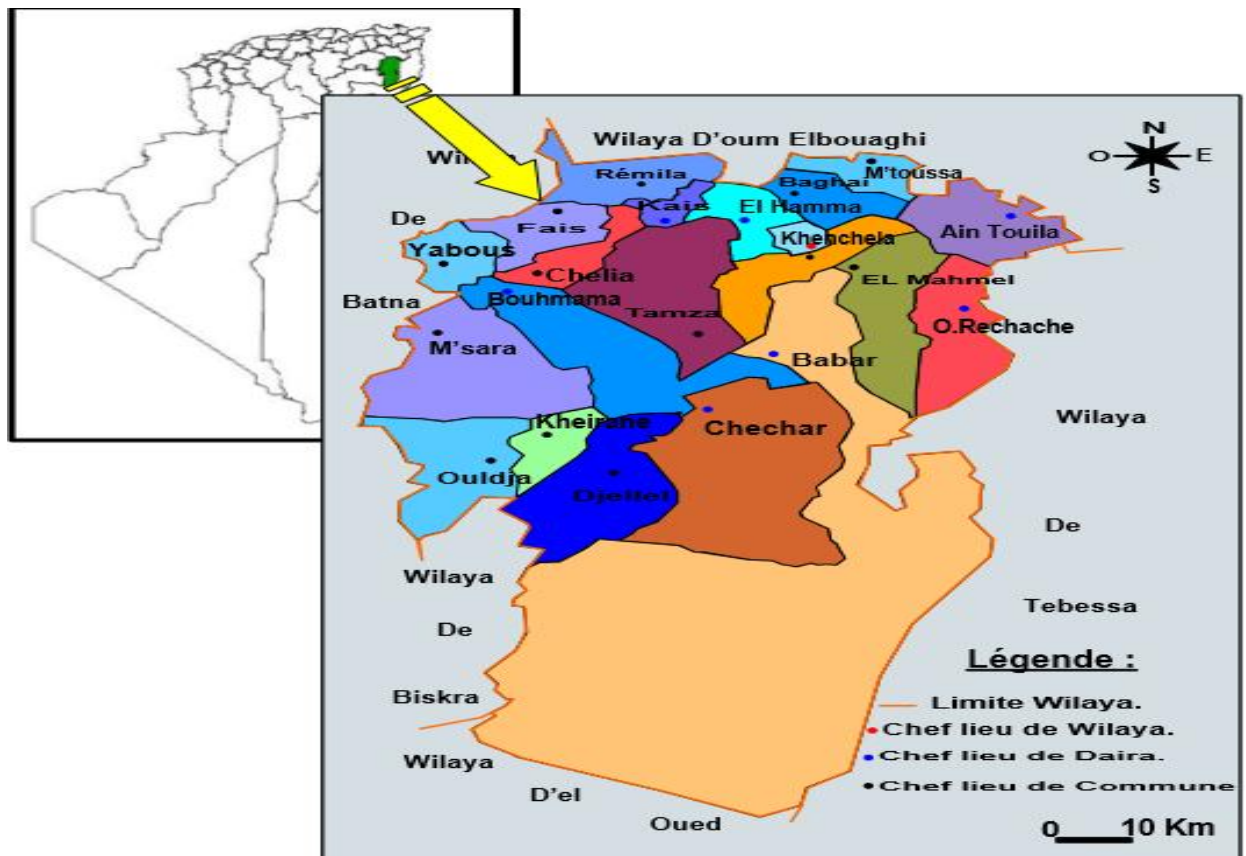 Wilaya D'oum Elbouaghi
N
O E
S
M'toussa
Rémila
Baghai
Kais
El Hamma
De
Fais
Ain Touila
Yabous
Khenchela
Chelia
EL Mahmel
Batna
Bouhmama
Tamza
O.Rechache
M'sara
Babar
Wilaya
Kheirane
Chechar
Ouldja
Djellel
De
Wilaya
Tebessa
De
Légende :
Biskra
Limite Wilaya.
Chef lieu de Wilaya.
Wilaya
Chef lieu de Daira.
D'el
Chef lieu de Commune
Oued
0 10 Km